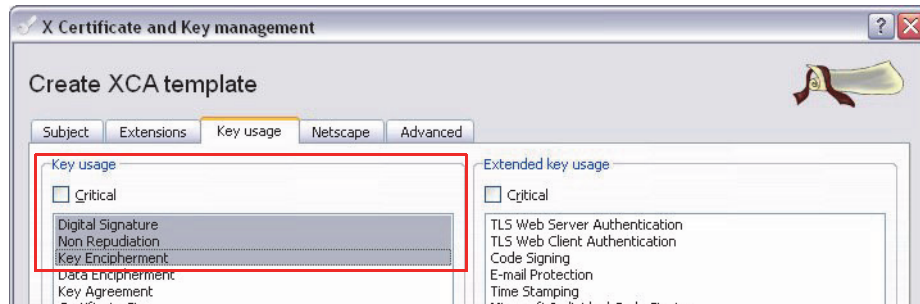 X Certificate and Key management
Create XCA template
Subject Extensions Key usage Netscape Advanced
Key usage
Critical
Digital Signature
Non Repudiation
Key Encipherment
Data Encipherment
Key Agreement
Extended key usage
Critical
TLS Web Server Authentication
TLS Web Client Authentication
Code Signing
E-mail Protection
Time Stamping